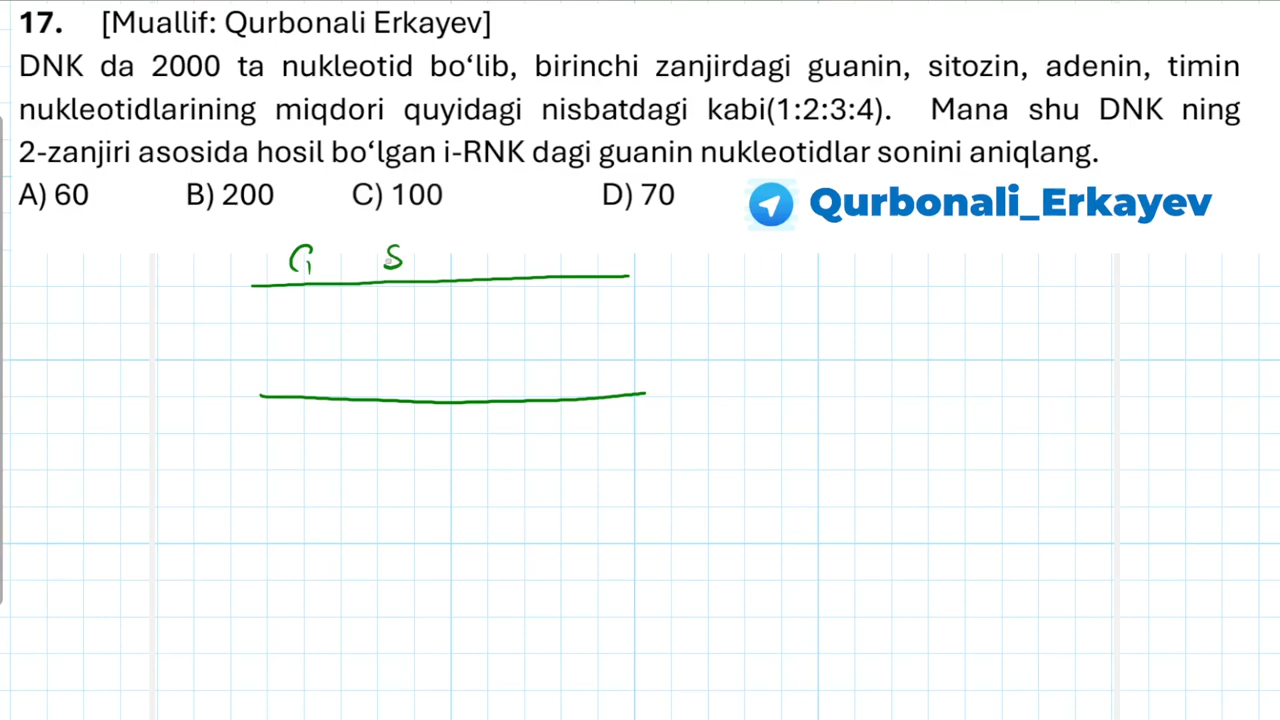 17. [Muallif: Qurbonali Erkayev]
DNK da 2000 ta nukleotid bo‘lib, birinchi zanjirdagi guanin, sitozin, adenin, timin
nukleotidlarining miqdori quyidagi nisbatdagi kabi(1:2:3:4). Mana shu DNK ning
2-zanjiri asosida hosil bo‘lgan i-RNK dagi guanin nukleotidlar sonini aniqlang.
A) 60 B) 200 C) 100 D) 70
Qurbonali_Erkayev
G S